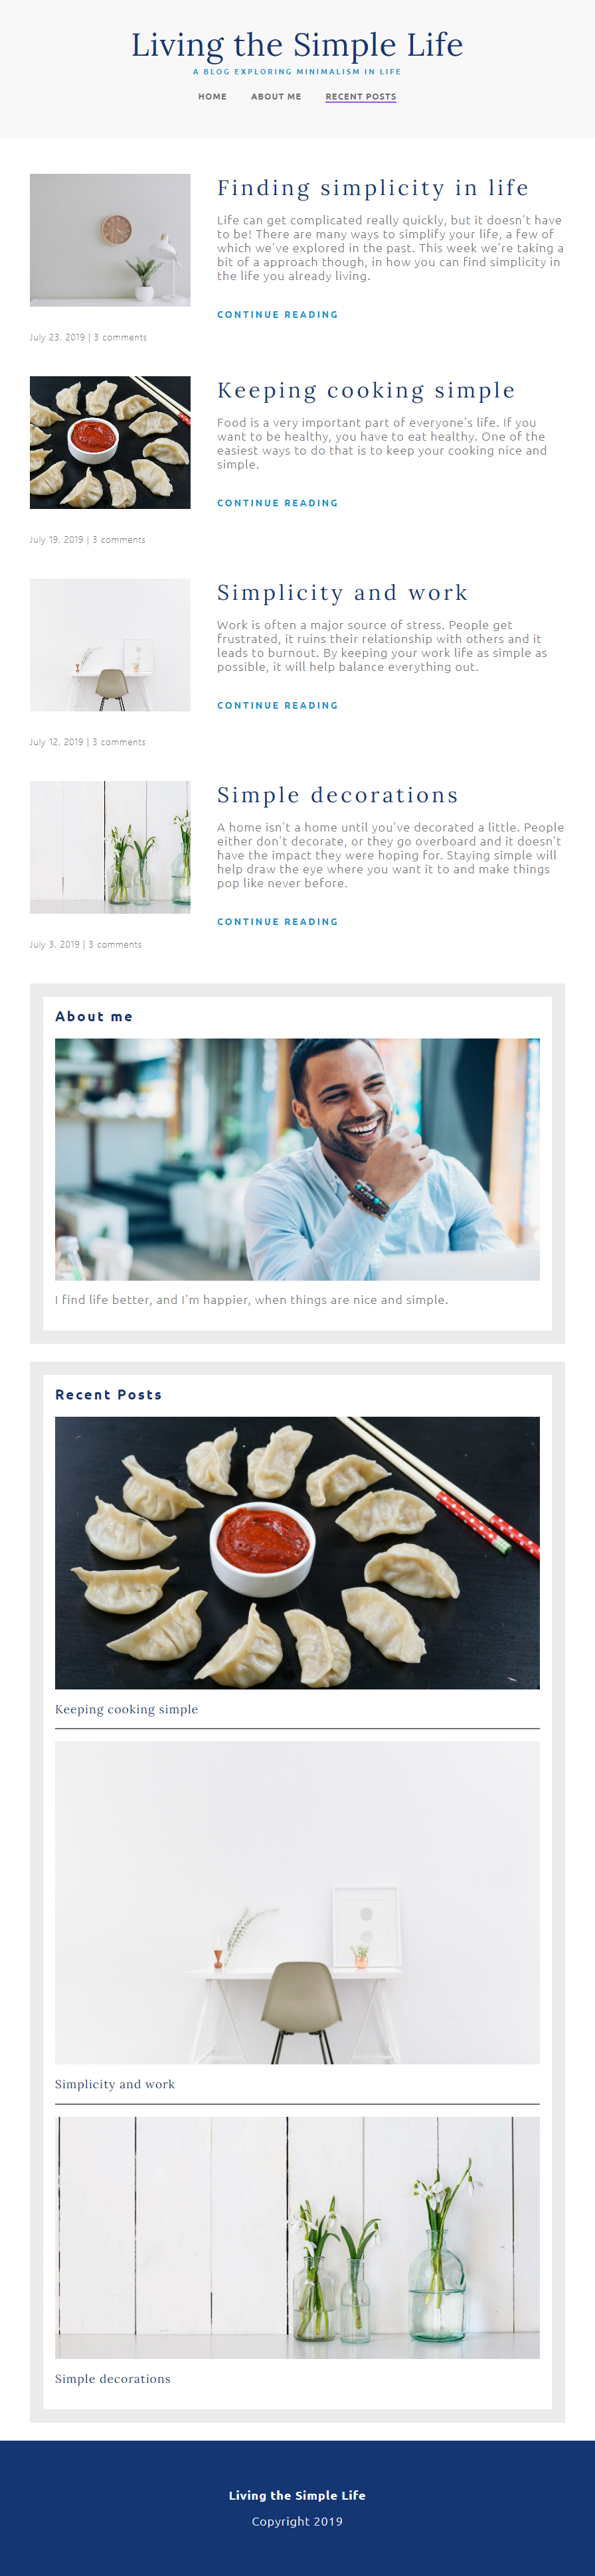 Living the Simple Life
A BLOG EXPLORING MINIMALISM IN LIFE
HOME ABOUT ME RECENT POSTS
Finding simplicity in life
Life can get complicated really quickly, but it doesn't have
to be! There are many ways to simplify your life, a few of
which we've explored in the past. This week we're taking a
bit of a approach though, in how you can find simplicity in
the life you already living.
CONTINUE READING
July 23, 2019 | 3 comments
Keeping cooking simple
Food is a very important part of everyone's life. If you
want to be healthy, you have to eat healthy. One of the
easiest ways to do that is to keep your cooking nice and
simple.
CONTINUE READING
July 19, 2019 | 3 comments
Simplicity and work
Work is often a major source of stress. People get
frustrated, it ruins their relationship with others and it
leads to burnout. By keeping your work life as simple as
possible, it will help balance everything out.
CONTINUE READING
July 12, 2019 | 3 comments
Simple decorations
A home isn't a home until you've decorated a little. People
either don't decorate, or they go overboard and it doesn't
have the impact they were hoping for. Staying simple will
help draw the eye where you want it to and make things
pop like never before.
CONTINUE READING
July 3, 2019 | 3 comments
About me
I find life better, and I'm happier, when things are nice and simple.
Recent Posts
Keeping cooking simple
Simplicity and work
Simple decorations
Living the Simple Life
Copyright 2019